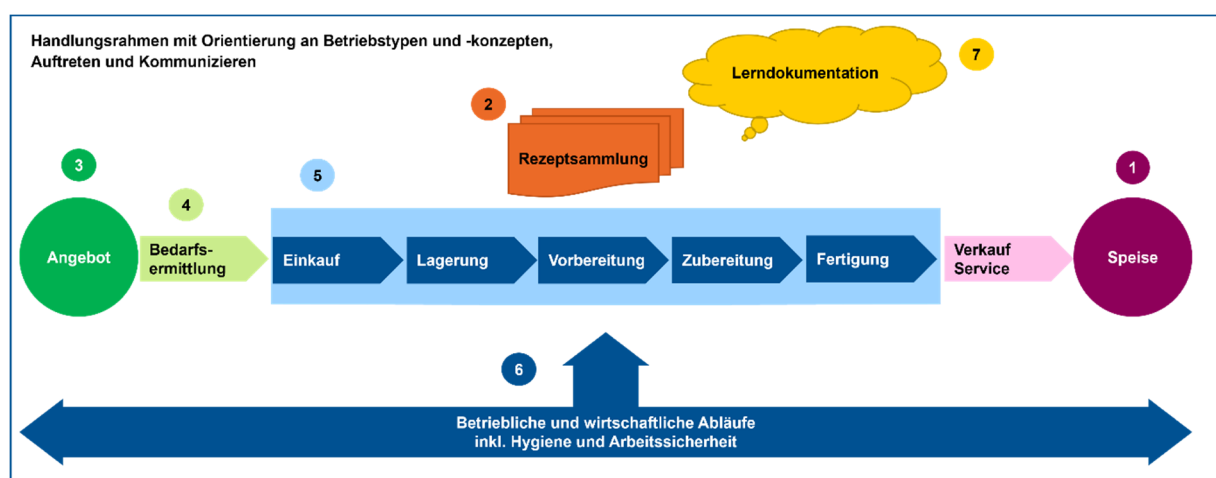 Handlungsrahmen mit Orientierung an Betriebstypen und -konzepten,
Auftreten und Kommunizieren
7
Lerndokumentation
2
Rezeptsammlung
3
5
1
4
Angebot
Bedarfs-
ermittlung
Einkauf
Lagerung
Vorbereitung
Zubereitung
Fertigung
Verkauf
Service
Speise
6
Betriebliche und wirtschaftliche Abläufe
inkl. Hygiene und Arbeitssicherheit